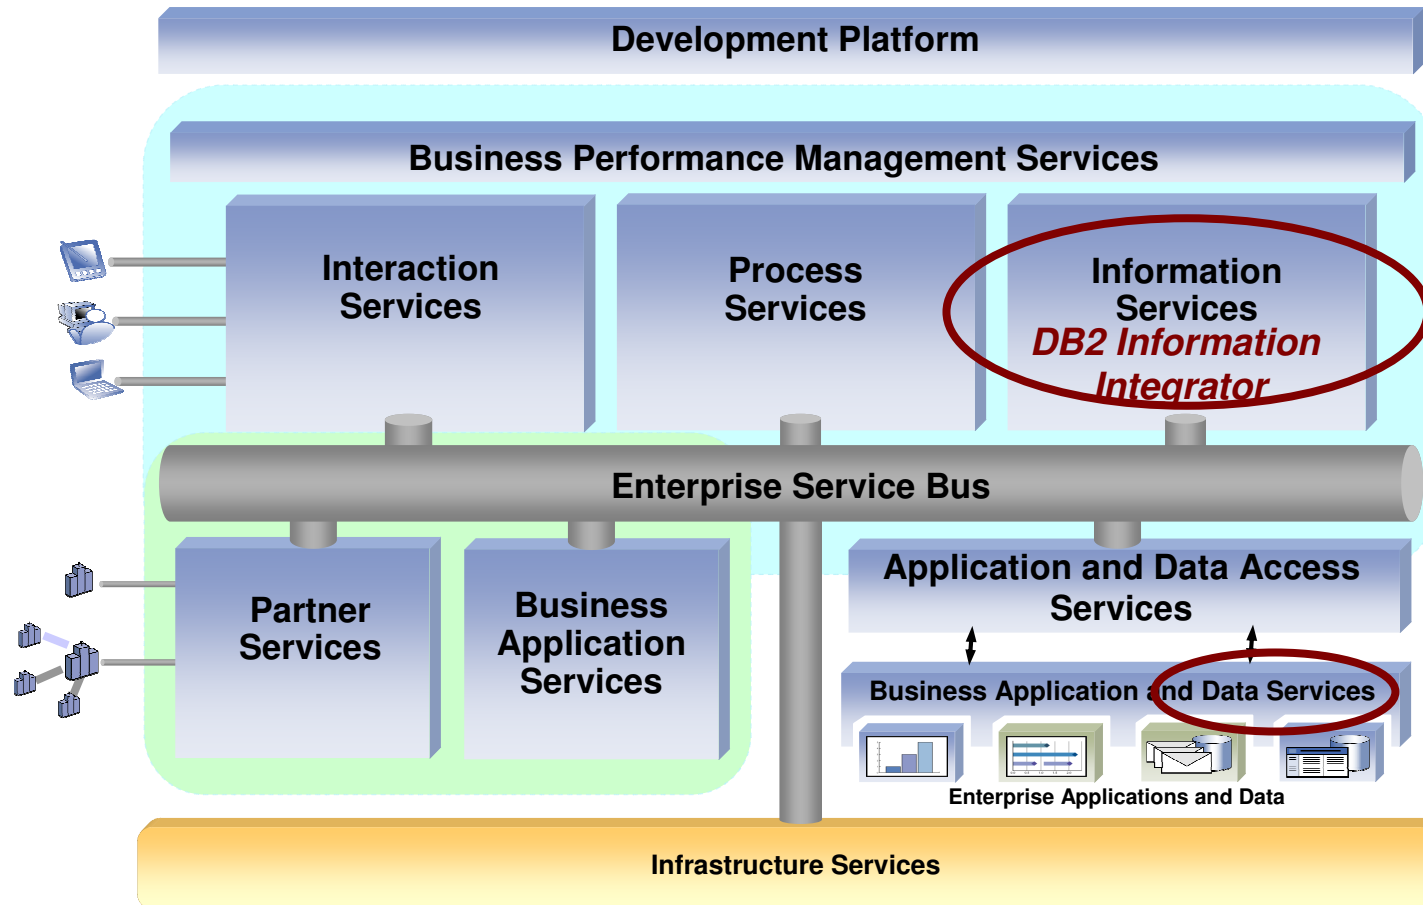 Development Platform
Business Performance Management Services
Interaction
Services
Process
Services
Information
Services
DB2 Information
Integrator
Enterprise Service Bus
Partner
Services
Business
Application
Services
Application and Data Access
Services
Business Application and Data Services
Enterprise Applications and Data
Infrastructure Services